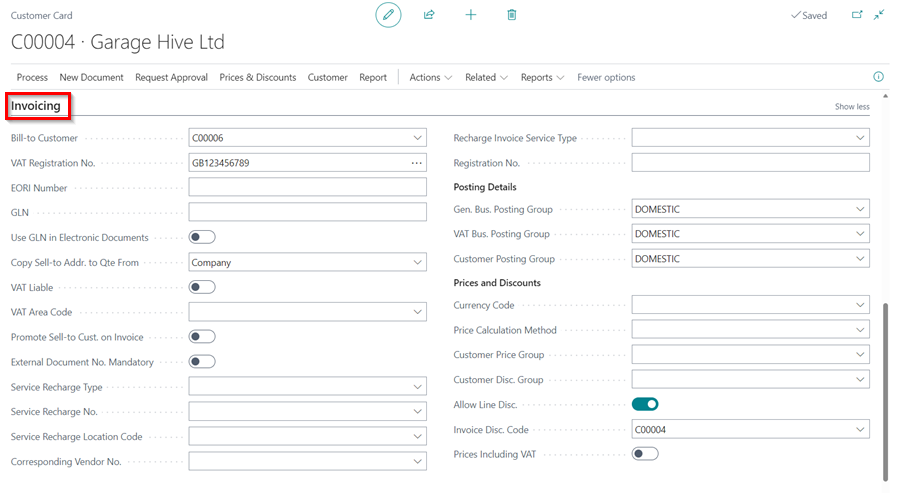 Customer Card
Saved
C00004 · Garage Hive Ltd
Process New Document Request Approval Prices & Discounts Customer Report Actions Related Reports Fewer options
Invoicing
Show less
Bill-to Customer C00006
VAT Registration No. GB123456789
EORI Number
GLN
Use GLN in Electronic Documents
Copy Sell-to Addr. to Qte From Company
VAT Liable
VAT Area Code
Promote Sell-to Cust. on Invoice
External Document No. Mandatory
Service Recharge Type
Service Recharge No.
Service Recharge Location Code
Corresponding Vendor No.
Recharge Invoice Service Type
Registration No.
Posting Details
Gen. Bus. Posting Group DOMESTIC
VAT Bus. Posting Group DOMESTIC
Customer Posting Group DOMESTIC
Prices and Discounts
Currency Code
Price Calculation Method
Customer Price Group
Customer Disc. Group
Allow Line Disc.
Invoice Disc. Code C00004
Prices Including VAT